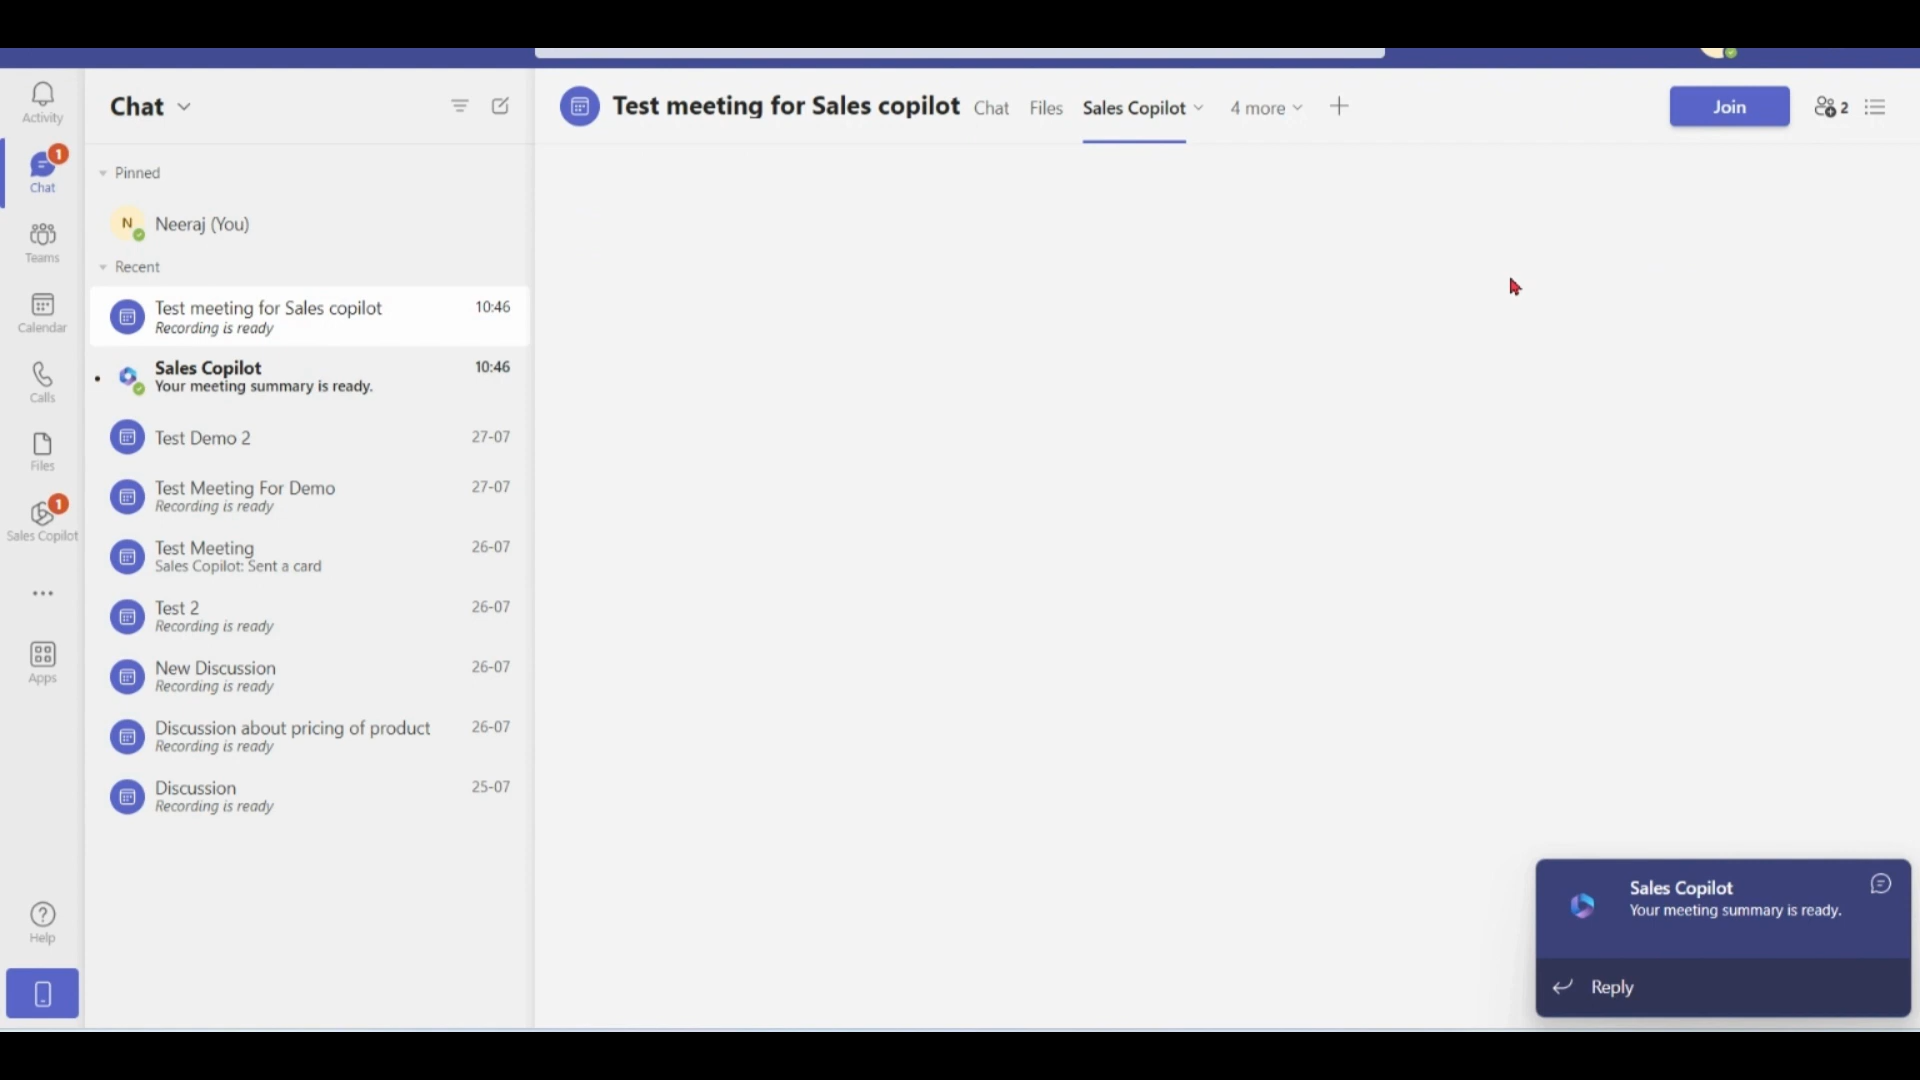 Activity
1
Chat
Teams
Calendar
Calls
Files
1
Sales Copilot
Apps
Help
Chat
Pinned
N
Neeraj (You)
Recent
Test meeting for Sales copilot 10:46
Recording is ready
Sales Copilot 10:46
Your meeting summary is ready.
Test Demo 2 27-07
Test Meeting For Demo 27-07
Recording is ready
Test Meeting 26-07
Sales Copilot: Sent a card
Test 2 26-07
Recording is ready
New Discussion 26-07
Recording is ready
Discussion about pricing of product 26-07
Recording is ready
Discussion 25-07
Recording is ready
Test meeting for Sales copilot Chat Files Sales Copilot 4 more Join 2
Sales Copilot
Your meeting summary is ready.
Reply